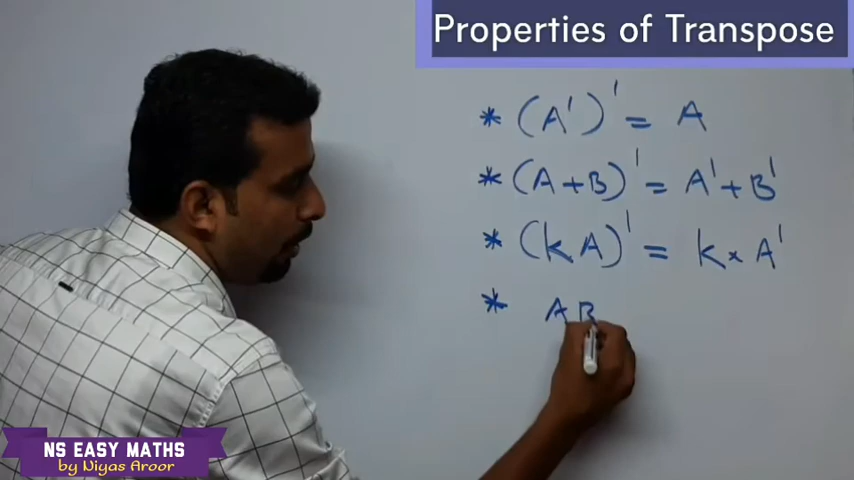 Properties of Transpose
* (A')' = A
* (A+B)' = A'+B'
* (kA)' = k×A'
* AB
NS EASY MATHS
by Niyas Aroor